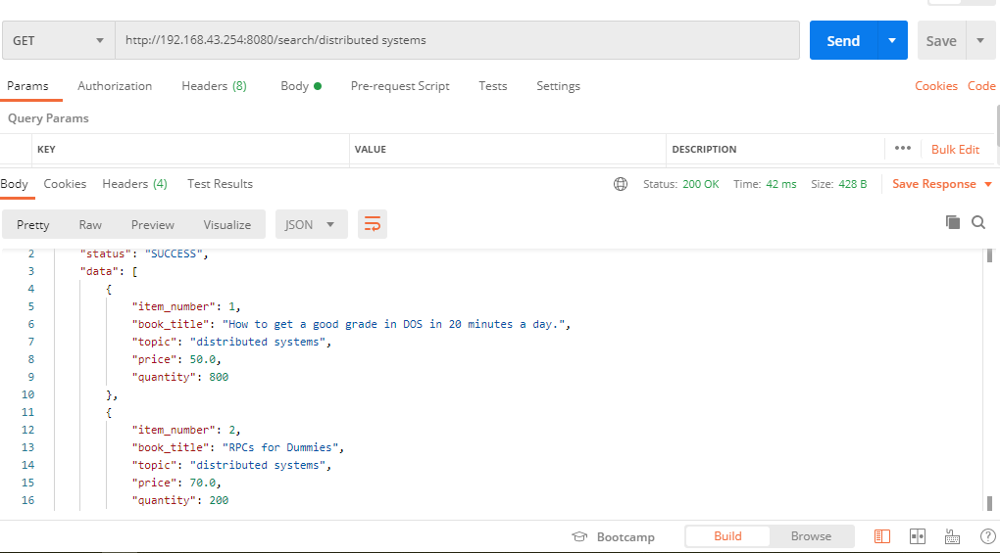 GET http://192.168.43.254:8080/search/distributed systems Send Save
Params Authorization Headers (8) Body Pre-request Script Tests Settings Cookies Code
Query Params
KEY VALUE DESCRIPTION ••• Bulk Edit
Body Cookies Headers (4) Test Results Status: 200 OK Time: 42 ms Size: 428 B Save Response
Pretty Raw Preview Visualize JSON
2 "status": "SUCCESS",
3 "data": [
4 {
5 "item_number": 1,
6 "book_title": "How to get a good grade in DOS in 20 minutes a day.",
7 "topic": "distributed systems",
8 "price": 50.0,
9 "quantity": 800
10 },
11 {
12 "item_number": 2,
13 "book_title": "RPCs for Dummies",
14 "topic": "distributed systems",
15 "price": 70.0,
16 "quantity": 200
Bootcamp Build Browse ?